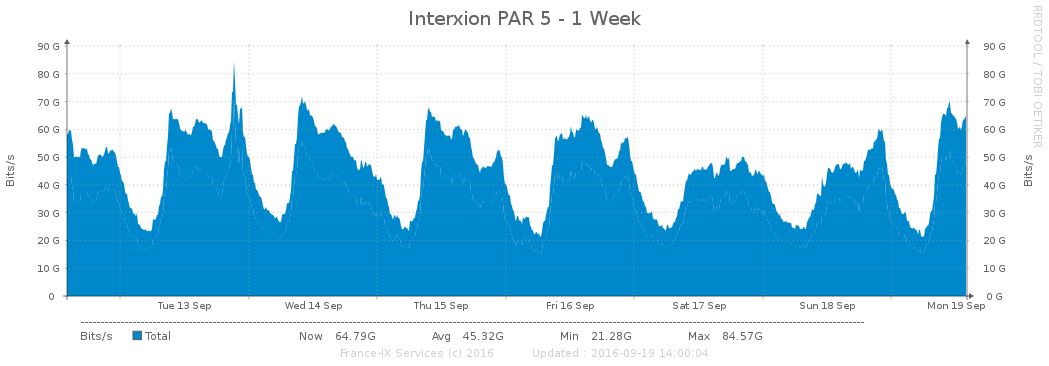 Interxion PAR 5 - 1 Week
RRDTOOL / TOBI OETIKER
Bits/s
90 G 90 G
80 G 80 G
70 G 70 G
60 G 60 G
50 G 50 G
40 G 40 G
30 G 30 G
20 G 20 G
10 G 10 G
0 0 G
Bits/s
Tue 13 Sep Wed 14 Sep Thu 15 Sep Fri 16 Sep Sat 17 Sep Sun 18 Sep Mon 19 Sep
Bits/s Total Now 64.79G Avg 45.32G Min 21.28G Max 84.57G
France-IX Services (c) 2016 Updated : 2016-09-19 14:00:04